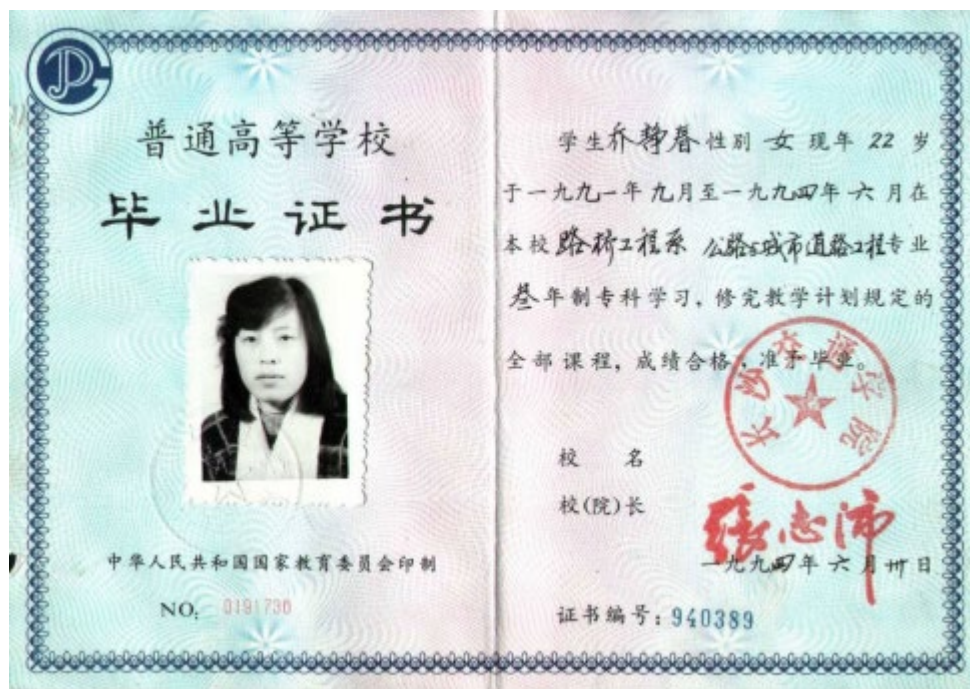 普通高等学校
毕业证书
中华人民共和国国家教育委员会印制
NO: 0191736
学生乔静春性别 女 现年 22 岁
于一九九一年九月至一九九四年 六 月在
本校 路桥工程系 公路与城市道路工程专业
叁年制专科学习,修完教学计划规定的
全部课程,成绩合格,准予毕业。
长沙交通学院
校 名
校(院)长
张志沛
一九九四年 六 月卅日
证书编号:940389